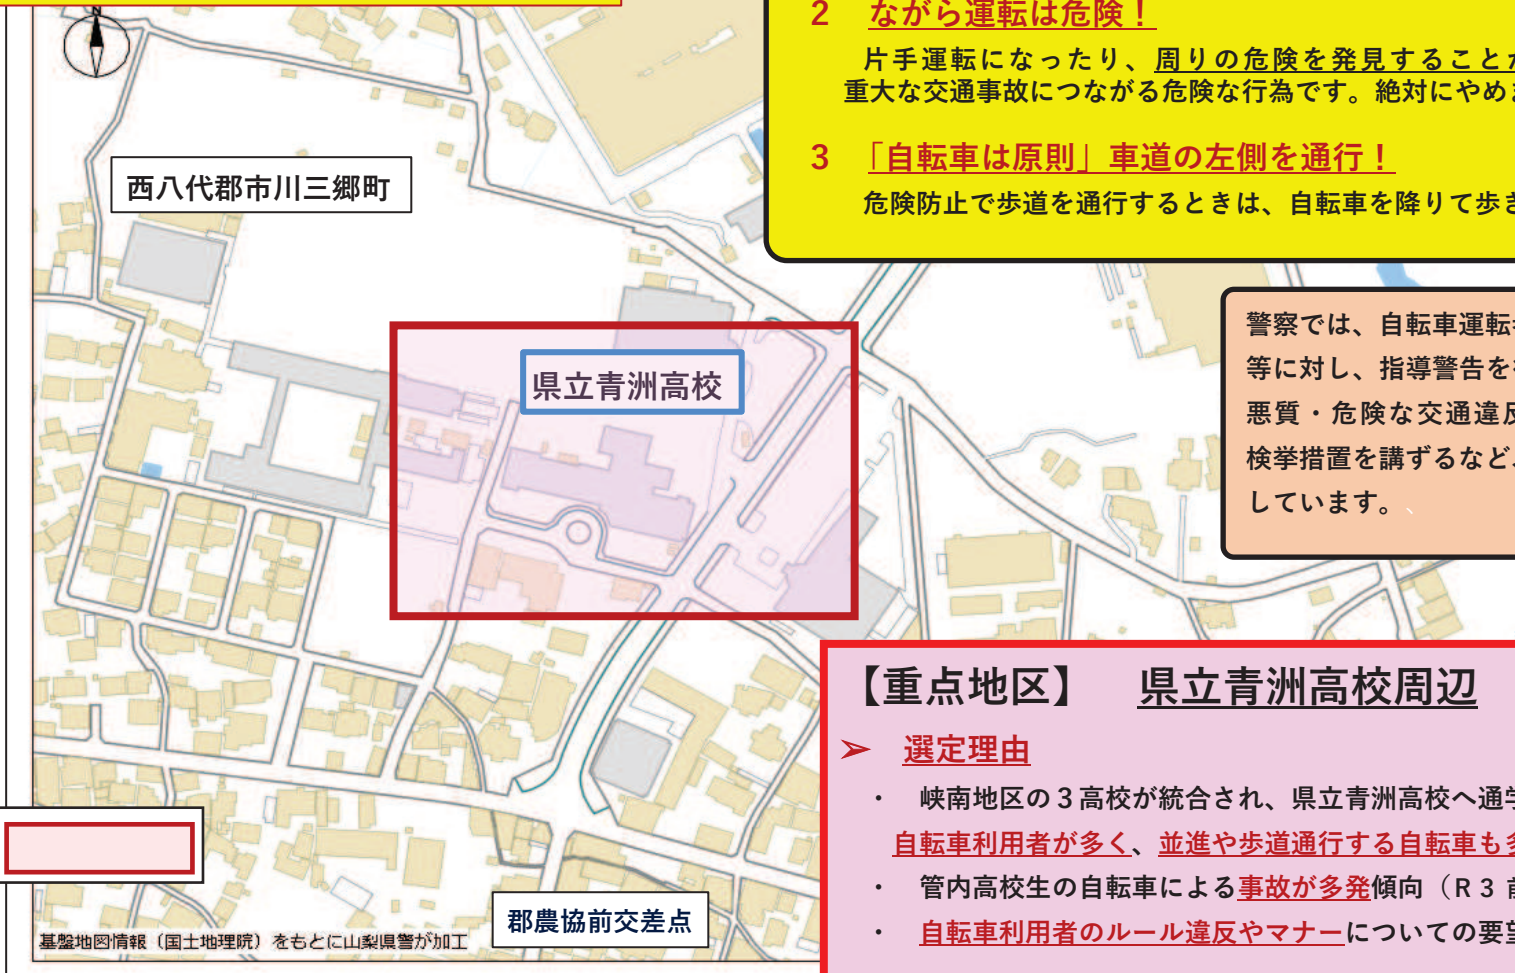 N
2 ながら運転は危険！
片手運転になったり、周りの危険を発見することが
重大な交通事故につながる危険な行為です。絶対にやめま
3 「自転車は原則」車道の左側を通行！
危険防止で歩道を通行するときは、自転車を降りて歩き
西八代郡市川三郷町
県立青洲高校
警察では、自転車運転者
等に対し、指導警告を行
悪質・危険な交通違反
検挙措置を講ずるなど、
しています。、
【重点地区】 県立青洲高校周辺
➢ 選定理由
・ 峡南地区の３高校が統合され、県立青洲高校へ通学
自転車利用者が多く、並進や歩道通行する自転車も多
・ 管内高校生の自転車による事故が多発傾向（Ｒ３前
・ 自転車利用者のルール違反やマナーについての要望
郡農協前交差点
基盤地図情報（国土地理院）をもとに山梨県警が加工